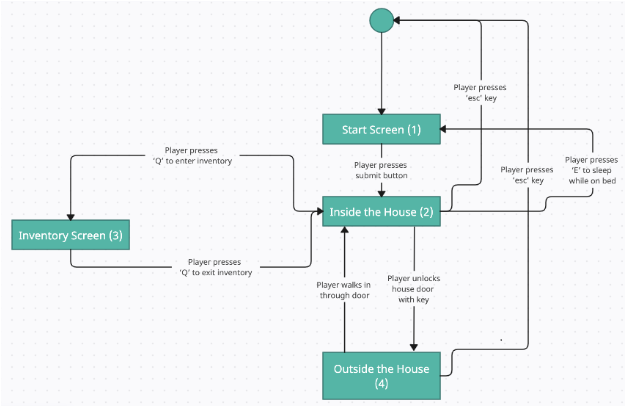 Player presses
'esc' key
Start Screen (1)
Player presses
'Q' to enter inventory
Player presses
submit button
Player presses
'esc' key
Player presses
'E' to sleep
while on bed
Inside the House (2)
Inventory Screen (3)
Player presses
'Q' to exit inventory
Player walks in
through door
Player unlocks
house door
with key
Outside the House
(4)